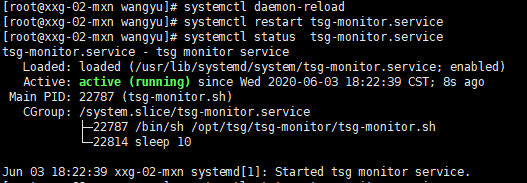 [root@xxg-02-mxn wangyu]# systemctl daemon-reload
[root@xxg-02-mxn wangyu]# systemctl restart tsg-monitor.service
[root@xxg-02-mxn wangyu]# systemctl status  tsg-monitor.service
tsg-monitor.service - tsg monitor service
   Loaded: loaded (/usr/lib/systemd/system/tsg-monitor.service; enabled)
   Active: active (running) since Wed 2020-06-03 18:22:39 CST; 8s ago
 Main PID: 22787 (tsg-monitor.sh)
   CGroup: /system.slice/tsg-monitor.service
           ├─22787 /bin/sh /opt/tsg/tsg-monitor/tsg-monitor.sh
           └─22814 sleep 10
Jun 03 18:22:39 xxg-02-mxn systemd[1]: Started tsg monitor service.